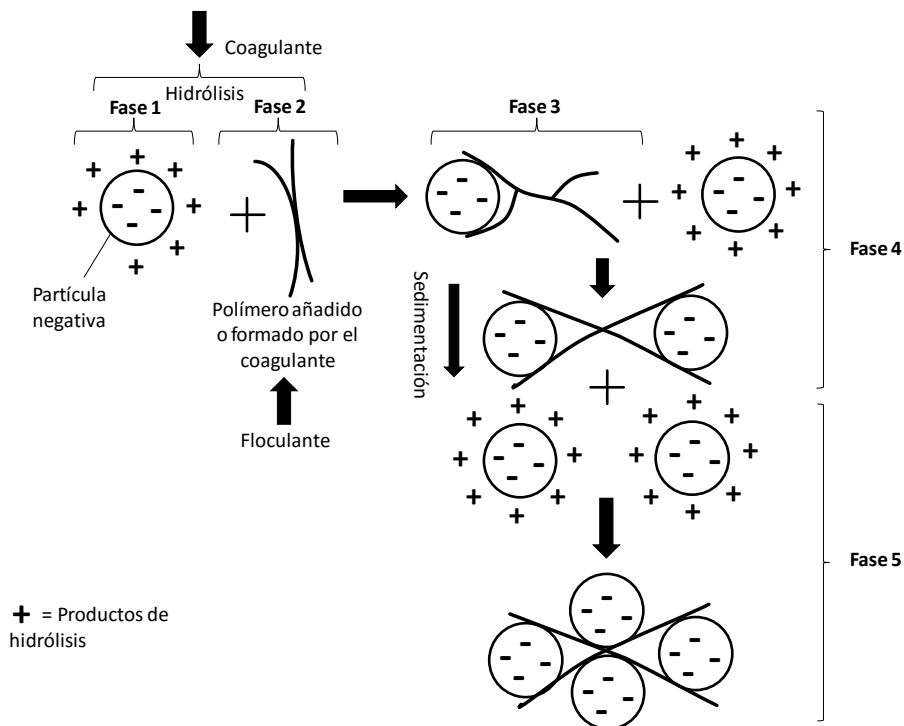 Coagulante
Hidrólisis
Fase 1
Fase 2
Fase 3
Partícula
negativa
Polímero añadido
o formado por el
coagulante
Floculante
Sedimentación
Fase 4
Fase 5
+ = Productos de
hidrólisis